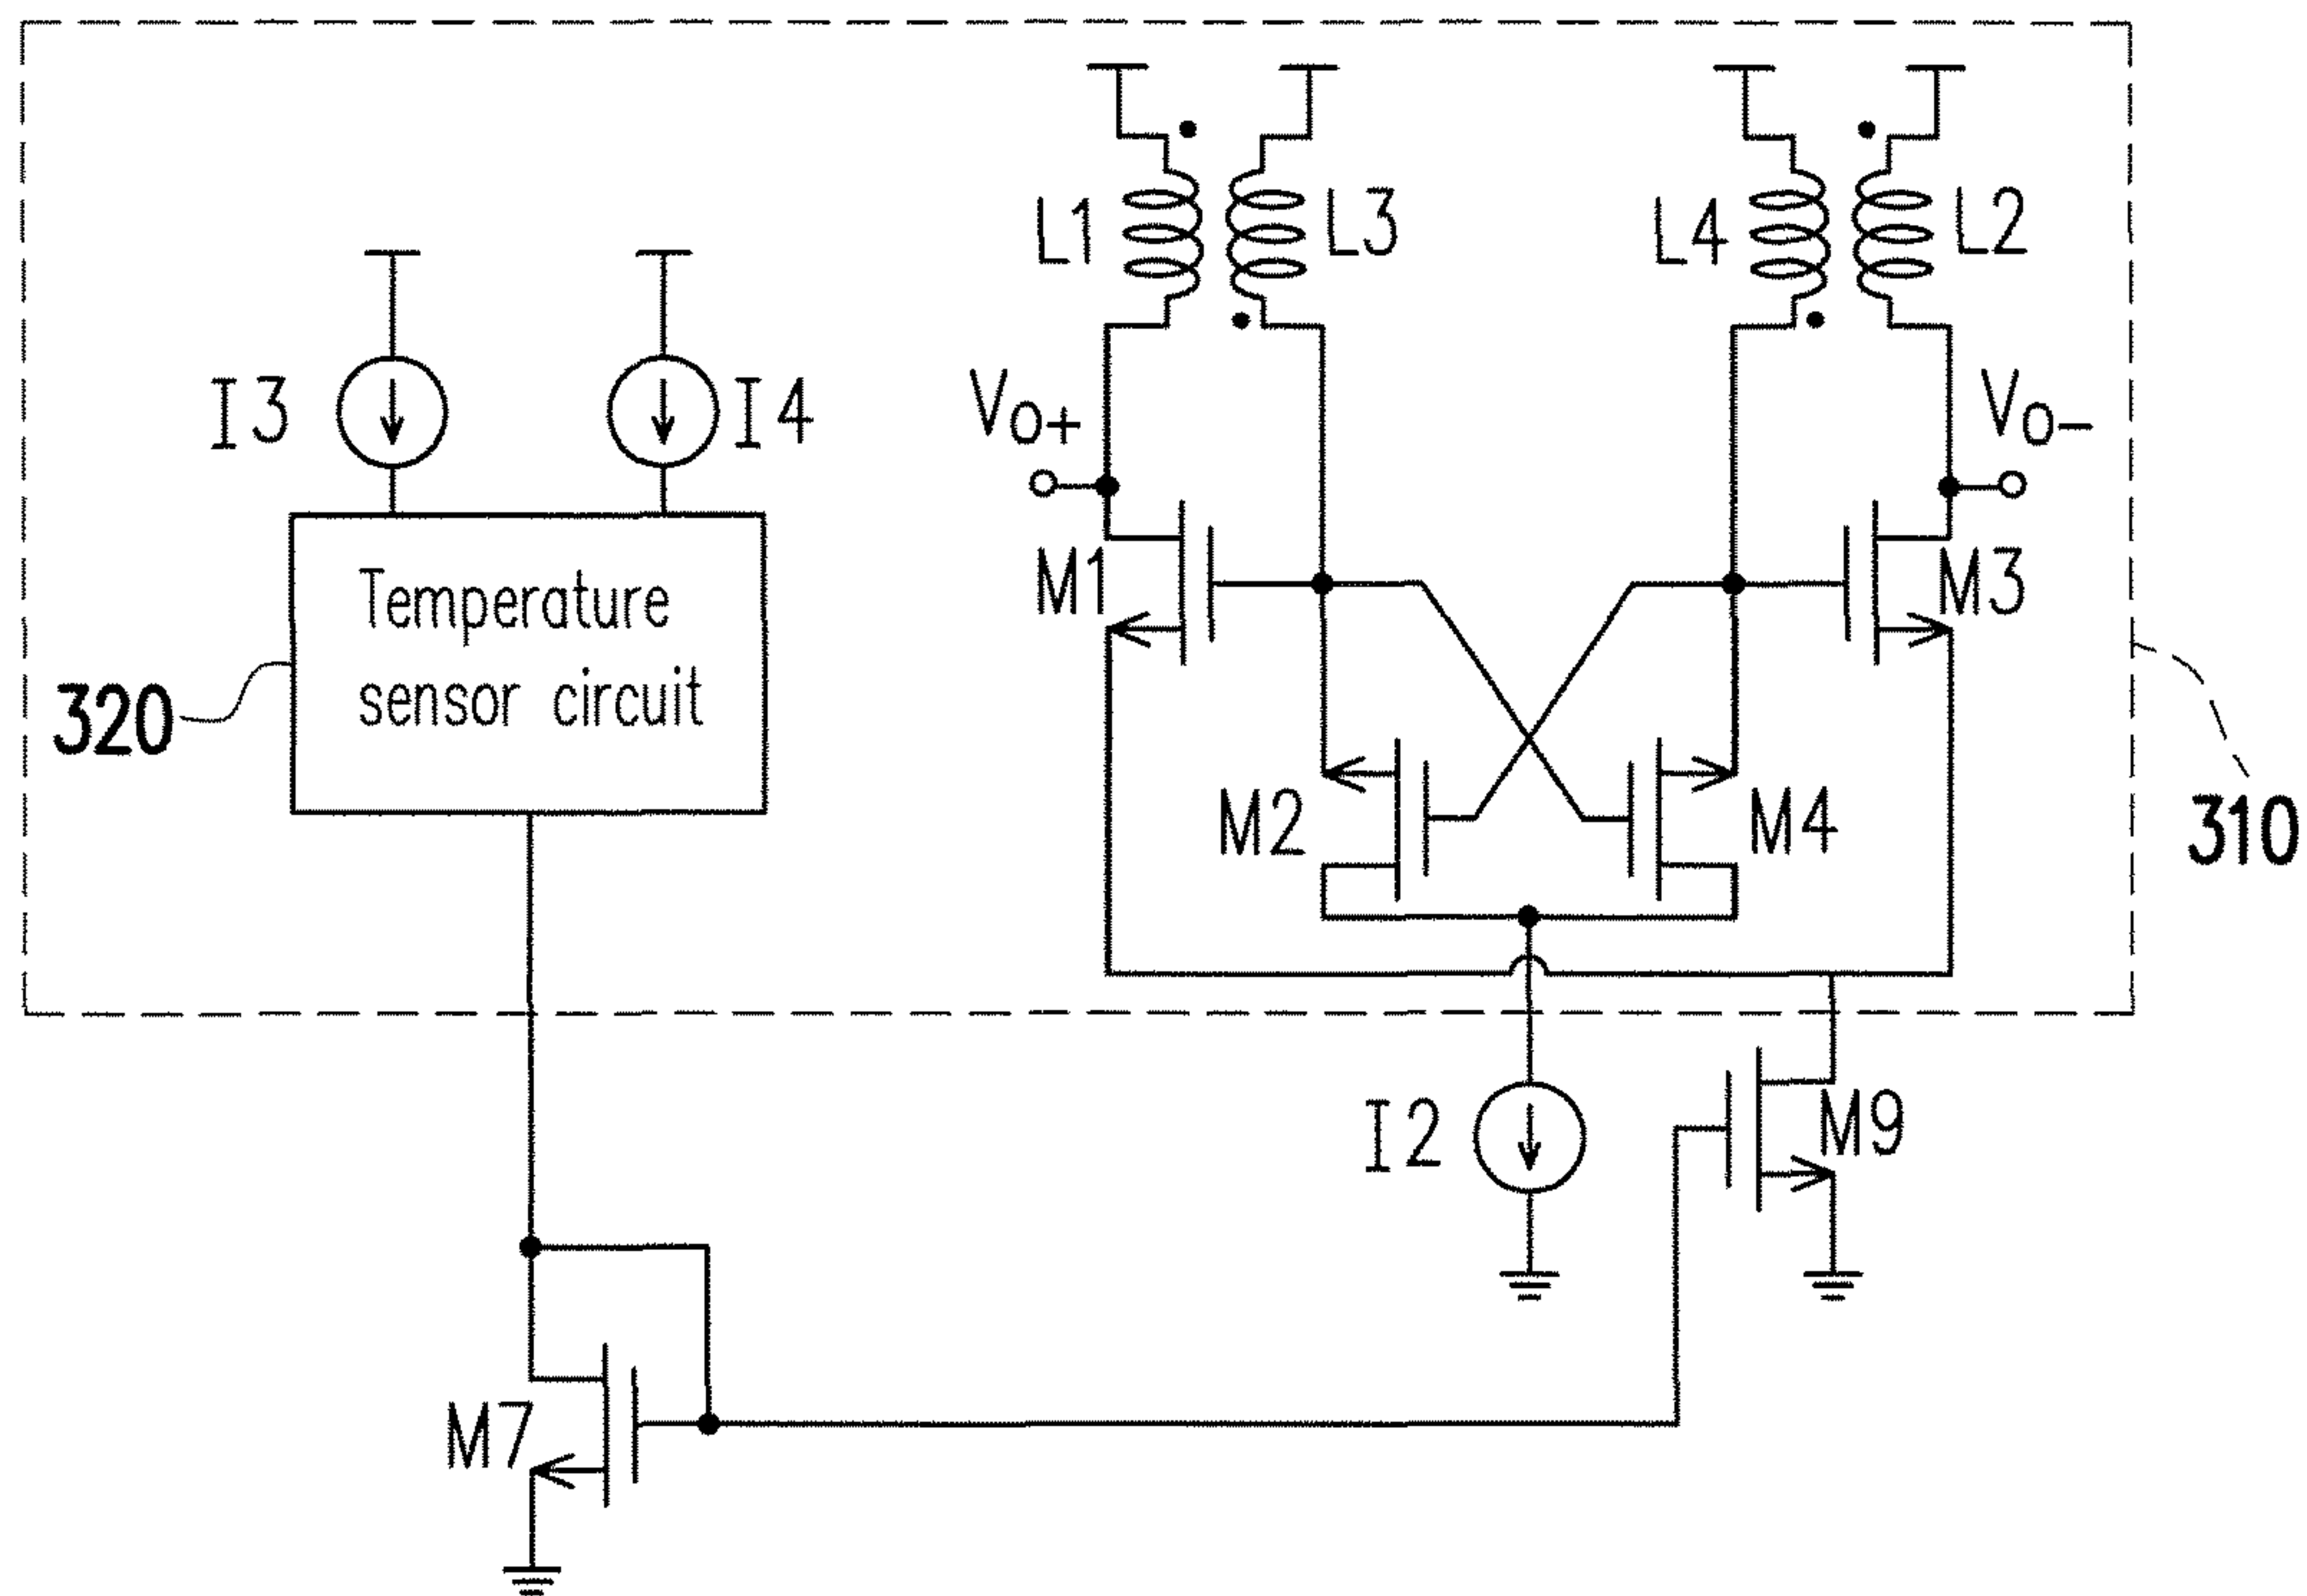 L1
L3
L4
L2
I3
I4
Vo+
Vo-
Temperature
sensor circuit
M1
M3
320
M2
M4
310
I2
M9
M7